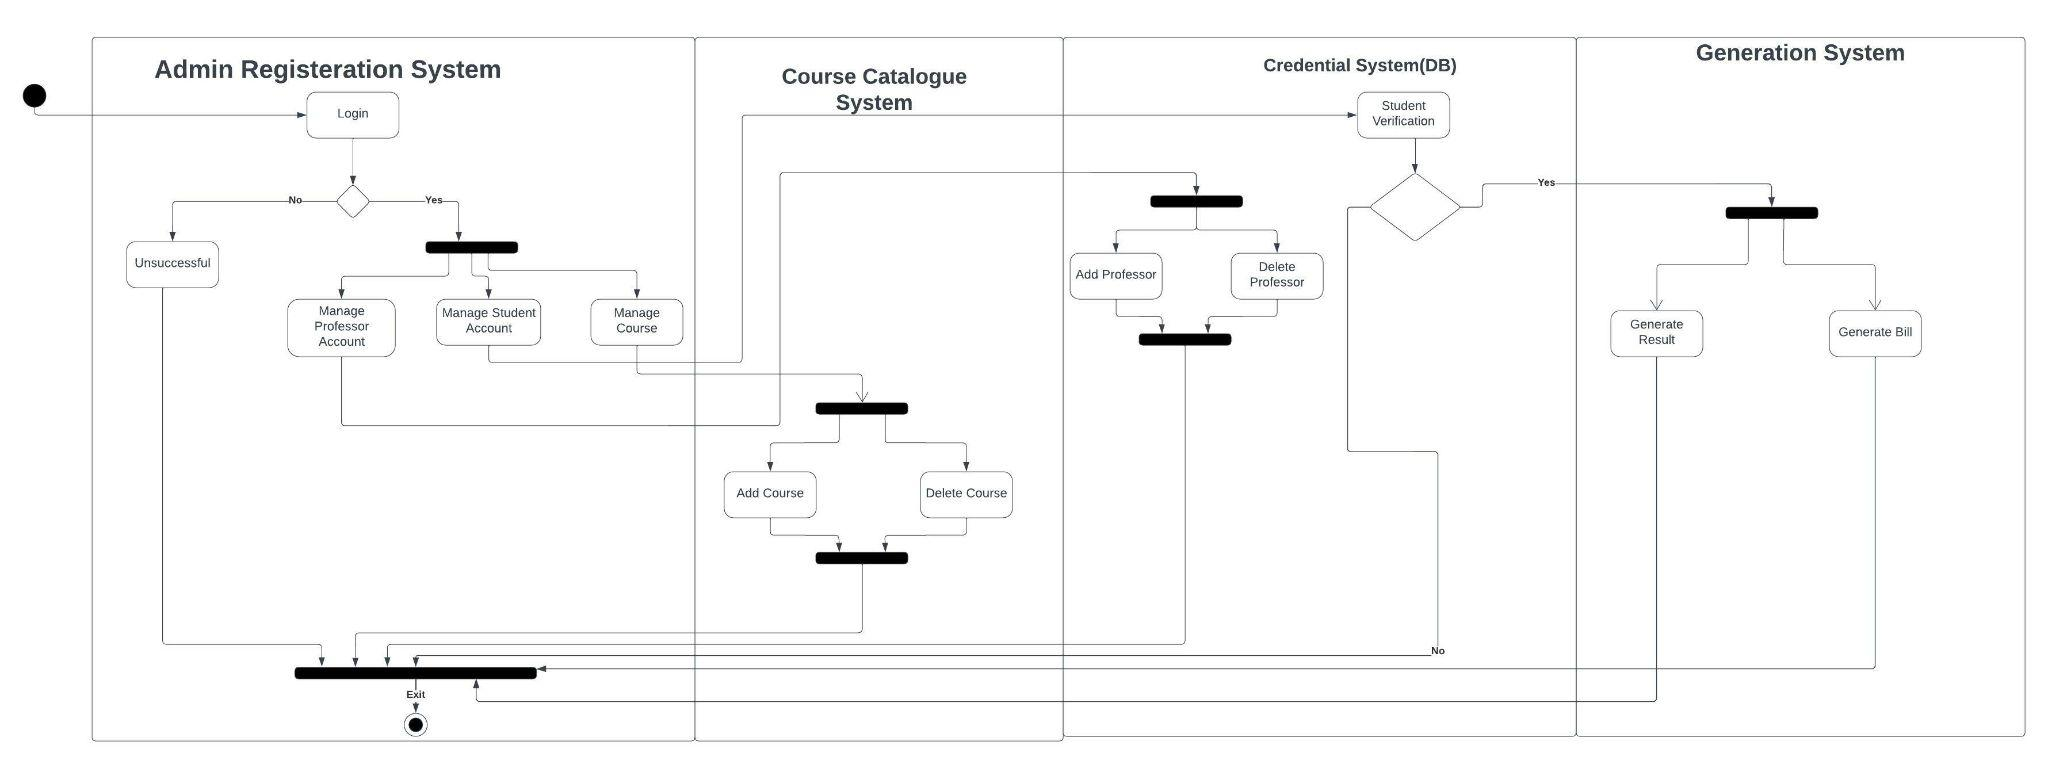 Admin Registeration System
Course Catalogue
System
Credential System(DB)
Generation System
Login
No
Yes
Unsuccessful
Manage
Professor
Account
Manage Student
Account
Manage
Course
Add Course
Delete Course
Student
Verification
Yes
Add Professor
Delete
Professor
Generate
Result
Generate Bill
No
Exit